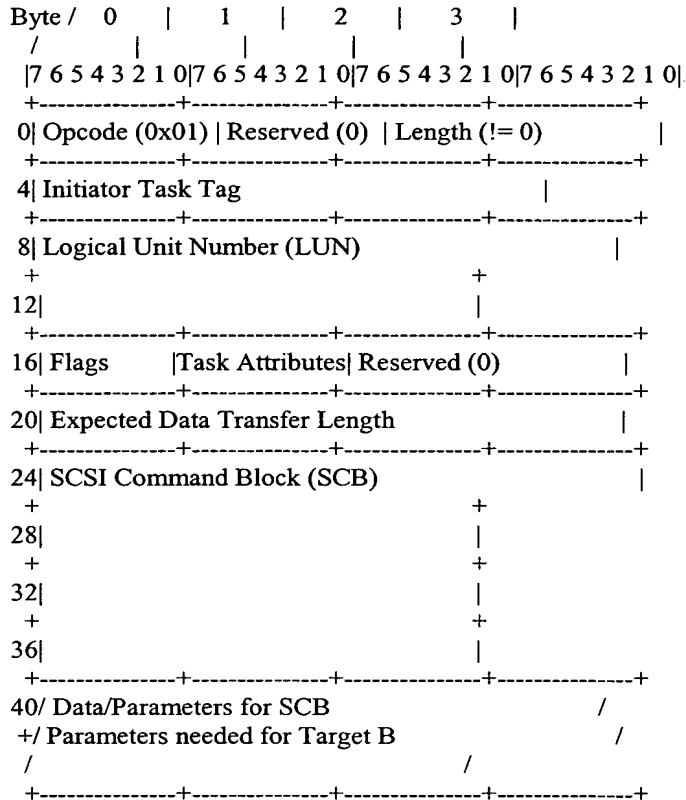 Byte / 0 | 1 | 2 | 3 |
/ | | | |
|7 6 5 4 3 2 1 0|7 6 5 4 3 2 1 0|7 6 5 4 3 2 1 0|7 6 5 4 3 2 1 0|
+---------------+---------------+---------------+---------------+
0| Opcode (0x01) | Reserved (0) | Length (!= 0) |
+---------------+---------------+---------------+---------------+
4| Initiator Task Tag |
+---------------+---------------+---------------+---------------+
8| Logical Unit Number (LUN) |
+ +
12| |
+---------------+---------------+---------------+---------------+
16| Flags |Task Attributes| Reserved (0) |
+---------------+---------------+---------------+---------------+
20| Expected Data Transfer Length |
+---------------+---------------+---------------+---------------+
24| SCSI Command Block (SCB) |
+ +
28| |
+ +
32| |
+ +
36| |
+---------------+---------------+---------------+---------------+
40/ Data/Parameters for SCB /
+/ Parameters needed for Target B /
/ /
+---------------+---------------+---------------+---------------+